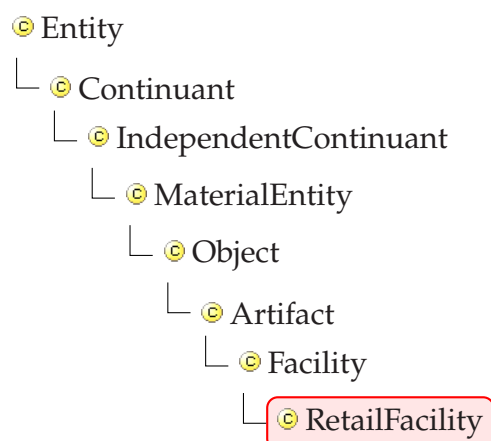 © Entity
© Continuant
© IndependentContinuant
© MaterialEntity
© Object
© Artifact
© Facility
© RetailFacility